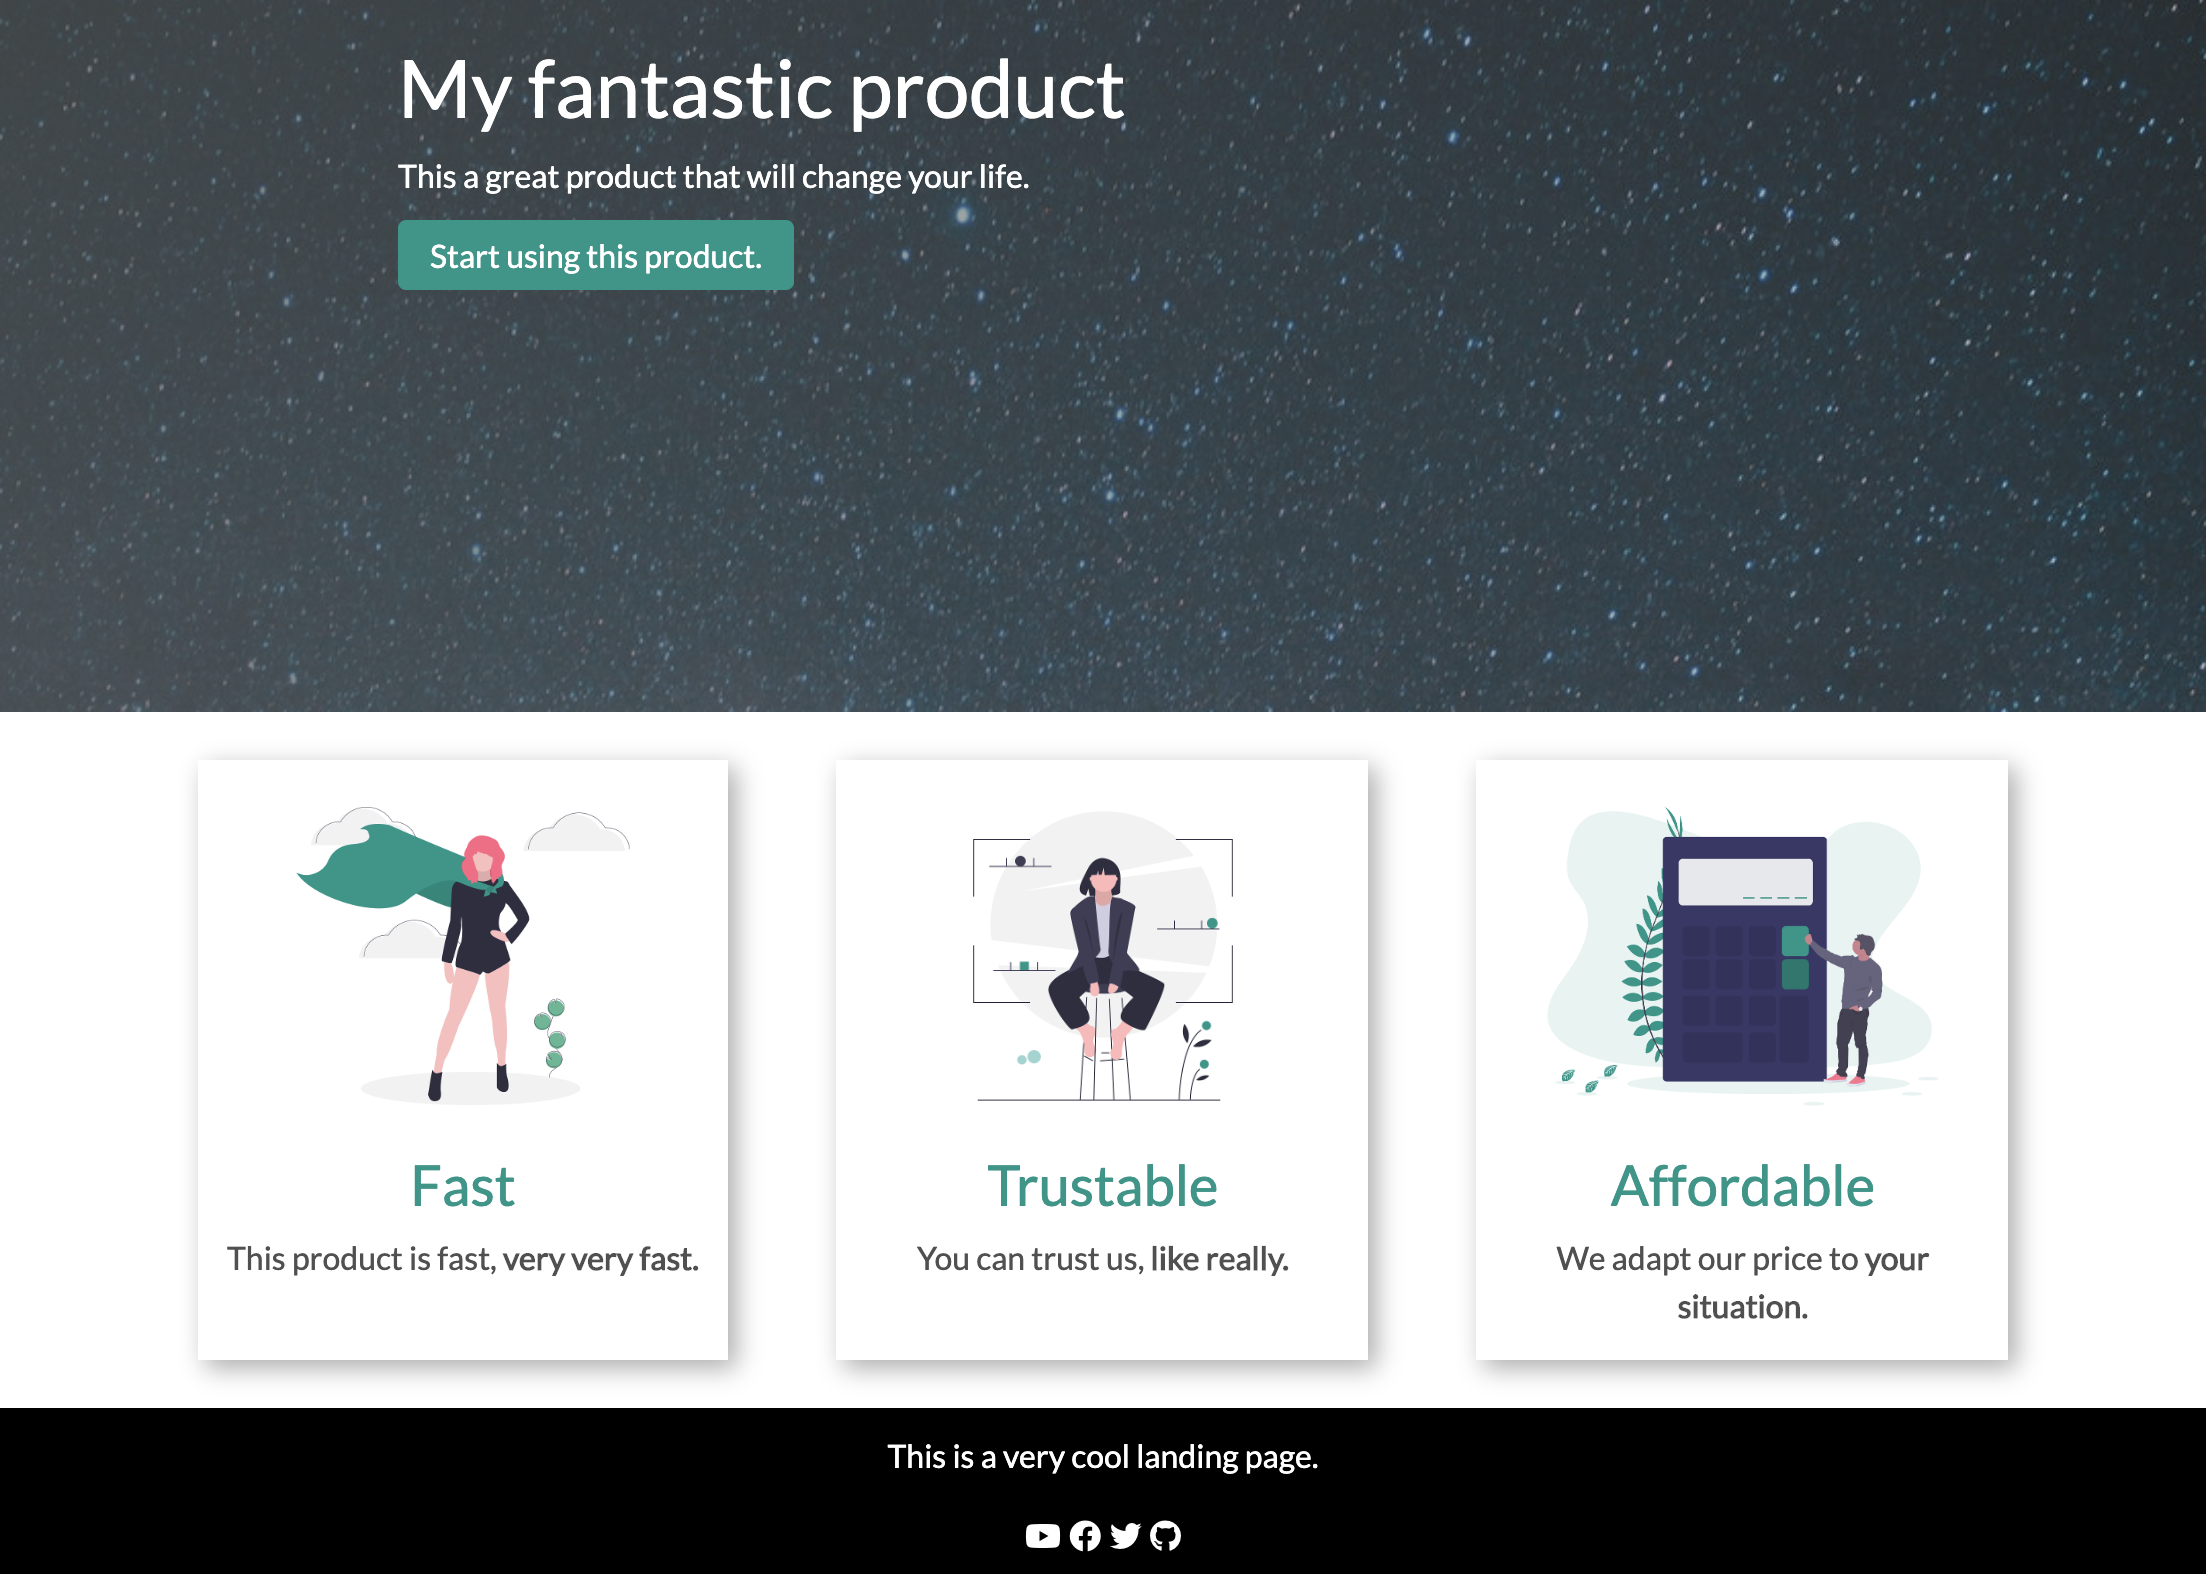 My fantastic product
This a great product that will change your life.
Start using this product.
Fast
This product is fast, very very fast.
Trustable
You can trust us, like really.
Affordable
We adapt our price to your
situation.
This is a very cool landing page.